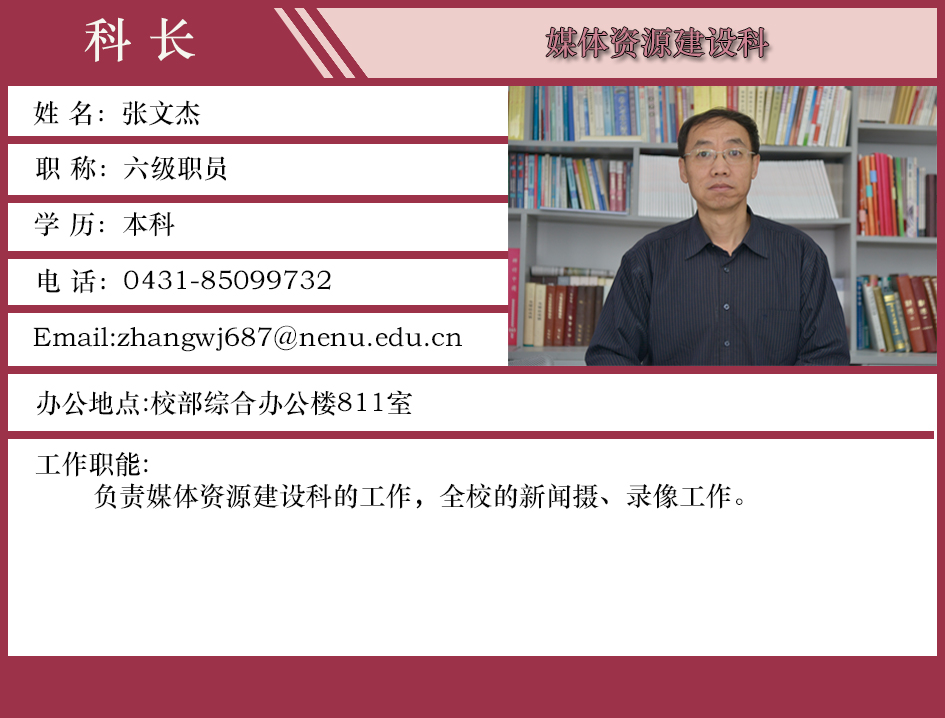 科 长
媒体资源建设科
姓 名：张文杰
职 称：六级职员
学 历：本科
电 话：0431-85099732
Email:zhangwj687@nenu.edu.cn
办公地点:校部综合办公楼811室
工作职能:
负责媒体资源建设科的工作，全校的新闻摄、录像工作。